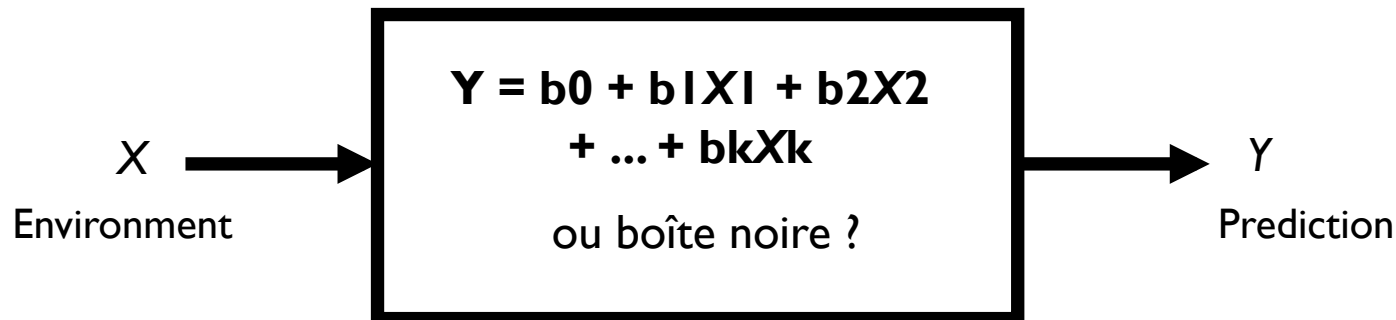 Y = b0 + b1X1 + b2X2
+ ... + bkXk
ou boîte noire ?
X
Environment
Y
Prediction